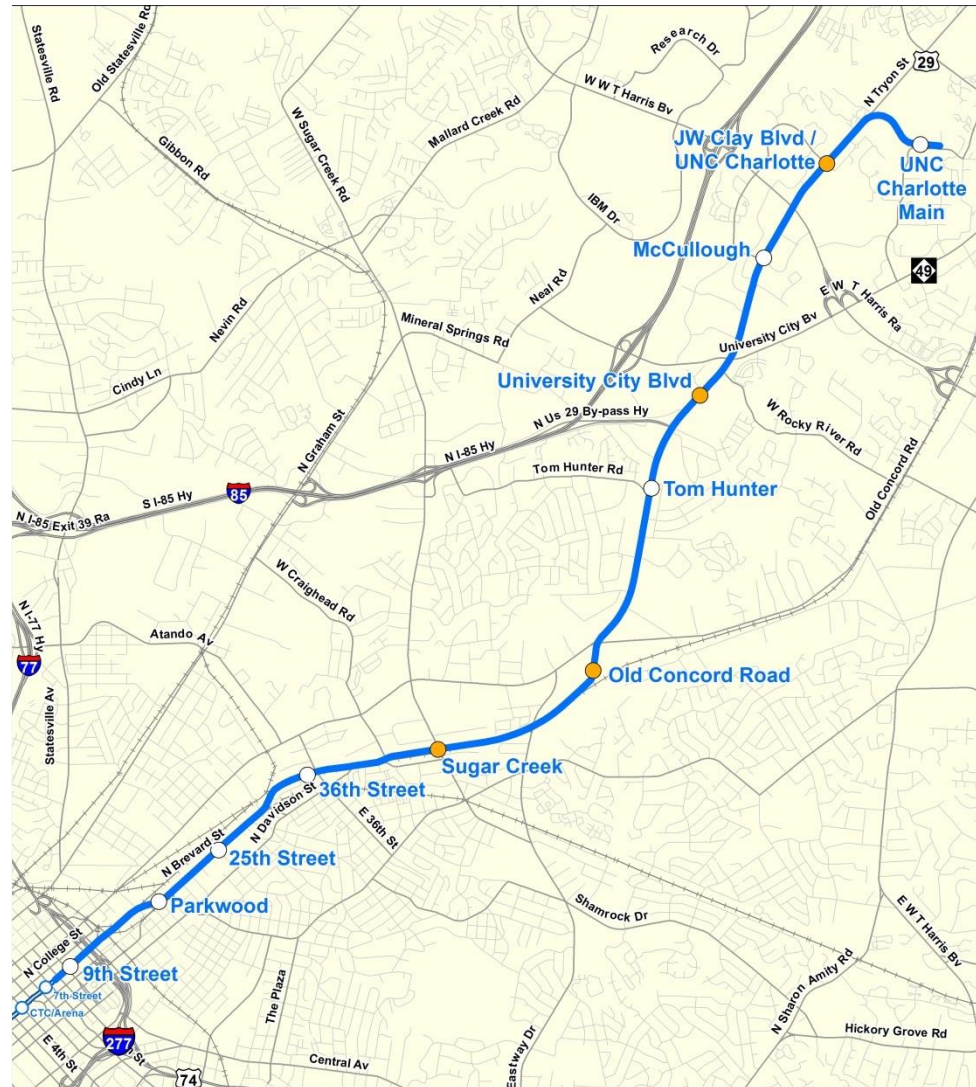 Statesville Rd
Old Statesville Rd
Gibbon Rd
W Sugar Creek Rd
Mallard Creek Rd
Research Dr
W W T Harris Bv
N Tryon St
29
JW Clay Blvd /
UNC Charlotte
UNC
Charlotte
Main
IBM Dr
McCullough
49
Neal Rd
E W T Harris Ra
Nevin Rd
Mineral Springs Rd
University City Bv
Cindy Ln
University City Blvd
N Us 29 By-pass Hy
W Rocky River Rd
N Graham St
N I-85 Hy
Tom Hunter Rd
Old Concord Rd
Tom Hunter
85
S I-85 Hy
N I-85 Exit 39 Ra
W Craighead Rd
N I-77 Hy
Atando Av
77
Statesville Av
Old Concord Road
Sugar Creek
36th Street
N Davidson St
E 36th St
N Brevard St
25th Street
Parkwood
Shamrock Dr
E W T Harris Bv
N College St
9th Street
7th Street
CTC/Arena
The Plaza
N Sharon Amity Rd
E 4th St
277
Hickory Grove Rd
Central Av
Eastway Dr
74